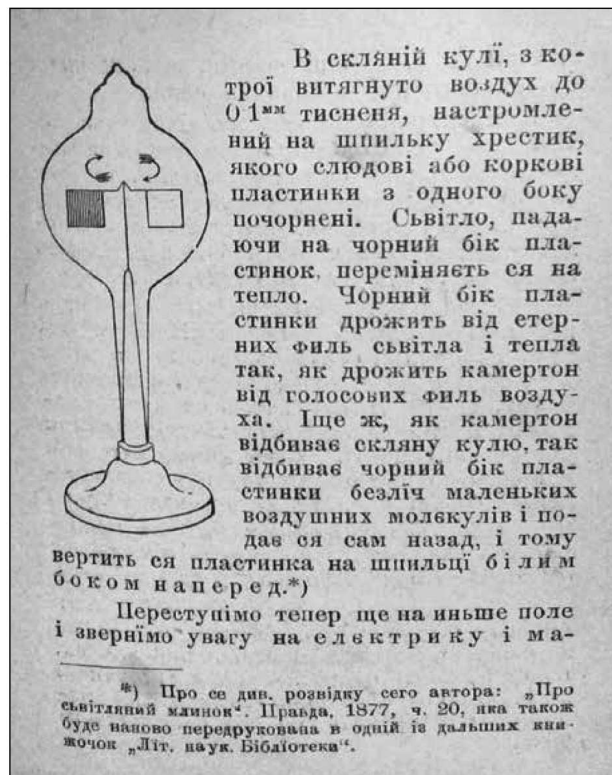 В скляній кулї, з ко-
трої витягнуто воздух до
0 1мм тисненя, настромле-
ний на шпильку хрестик,
якого слюдові або коркові
пластинки з одного боку
почорнені. Сьвітло, пада-
ючи на чорний бік пла-
стинок, переміняєть ся на
тепло. Чорний бік пла-
стинки дрожить від етер-
них филь сьвітла і тепла
так, як дрожить камертон
від голосових филь возду-
ха. Іще ж, як камертон
відбиває скляну кулю, так
відбиває чорний бік пла-
стинки безлїч маленьких
воздушних молєкулів і по-
дає ся сам назад, і тому
вертить ся пластинка на шпильцї білим
боком наперед.*)
Переступімо тепер ще на иньше поле
і звернїмо увагу на електрику і ма-
*) Про се див. розвідку сего автора: „Про
сьвітляний млинок“. Правда, 1877, ч. 20, яка також
буде наново передрукована в одній із дальших кни-
жочок „Літ. наук. Біблїотеки“.